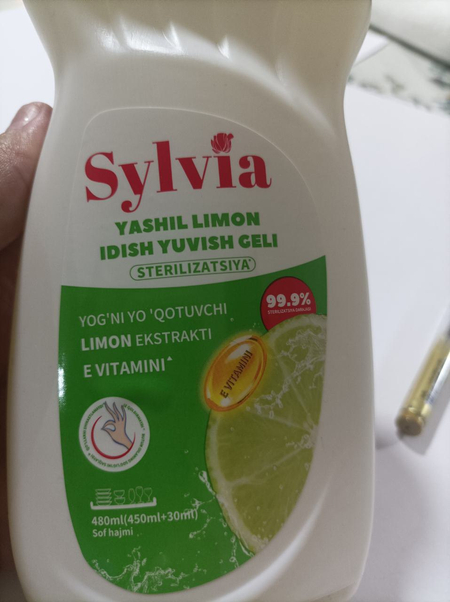 Sylvia
YASHIL LIMON
IDISH YUVISH GELI
STERILIZATSIYA
99.9%
YOG'NI YO 'QOTUVCHI
LIMON EKSTRAKTI
E VITAMINI
E VITAMINI
480ml(450ml+30ml)
Sof hajmi